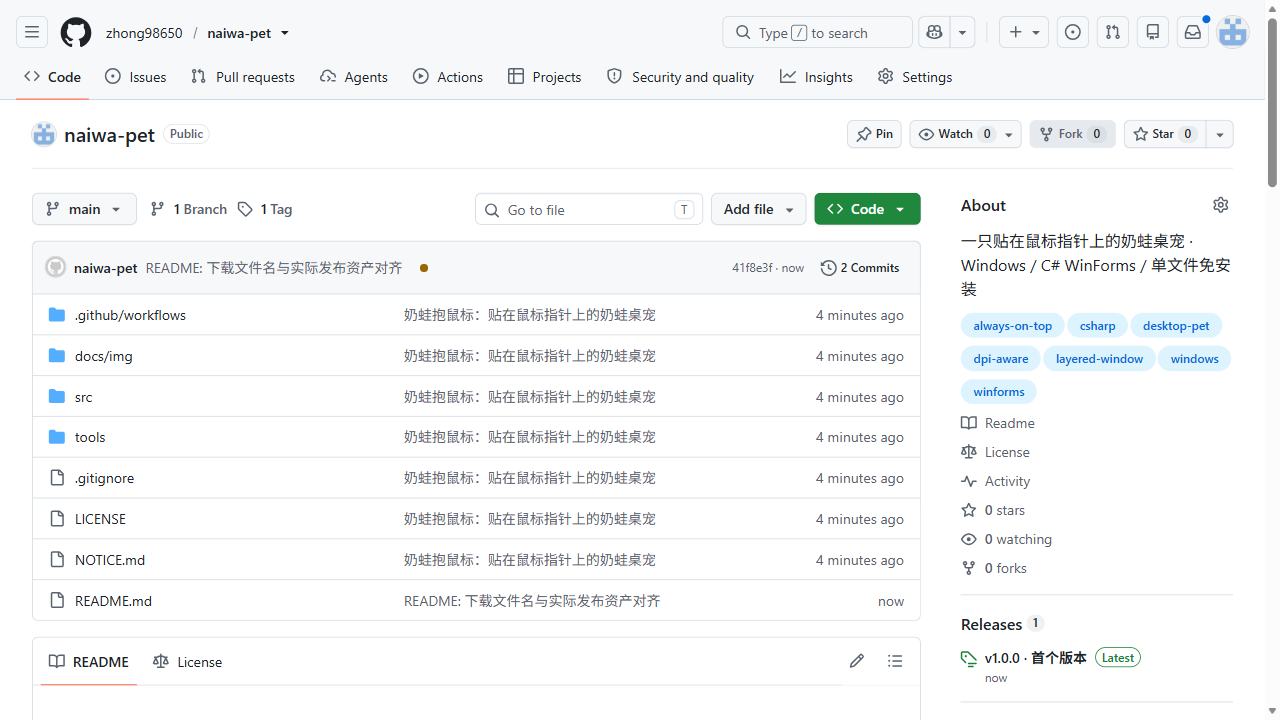 zhong98650 / naiwa-pet
Type / to search
Code
Issues
Pull requests
Agents
Actions
Projects
Security and quality
Insights
Settings
naiwa-pet Public
Pin
Watch 0
Fork 0
Star 0
main
1 Branch
1 Tag
Go to file T
Add file
Code
naiwa-pet README: 下载文件名与实际发布资产对齐 41f8e3f · now 2 Commits
.github/workflows 奶蛙抱鼠标：贴在鼠标指针上的奶蛙桌宠 4 minutes ago
docs/img 奶蛙抱鼠标：贴在鼠标指针上的奶蛙桌宠 4 minutes ago
src 奶蛙抱鼠标：贴在鼠标指针上的奶蛙桌宠 4 minutes ago
tools 奶蛙抱鼠标：贴在鼠标指针上的奶蛙桌宠 4 minutes ago
.gitignore 奶蛙抱鼠标：贴在鼠标指针上的奶蛙桌宠 4 minutes ago
LICENSE 奶蛙抱鼠标：贴在鼠标指针上的奶蛙桌宠 4 minutes ago
NOTICE.md 奶蛙抱鼠标：贴在鼠标指针上的奶蛙桌宠 4 minutes ago
README.md README: 下载文件名与实际发布资产对齐 now
README
License
About
一只贴在鼠标指针上的奶蛙桌宠 ·
Windows / C# WinForms / 单文件免安
装
always-on-top csharp desktop-pet
dpi-aware layered-window windows
winforms
Readme
License
Activity
0 stars
0 watching
0 forks
Releases 1
v1.0.0 · 首个版本 Latest
now